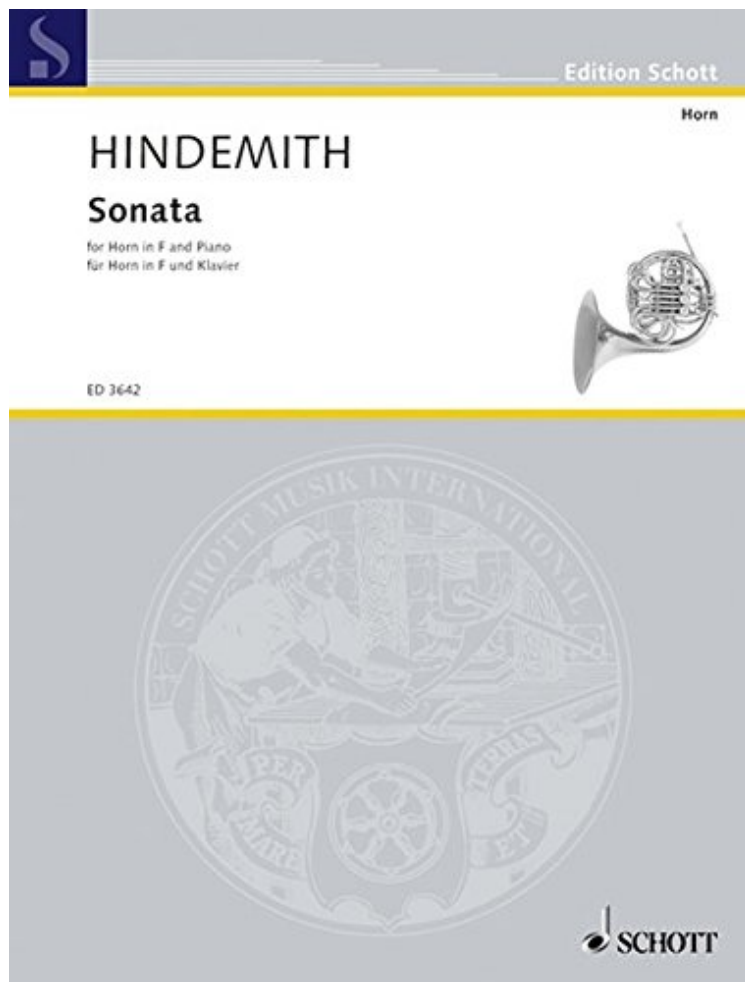 Edition Schott
Horn
HINDEMITH
Sonata
for Horn in F and Piano
für Horn in F und Klavier
ED 3642
SCHOTT MUSIK INTERNATIONAL
PER
MARE
TERRAS
ET
SCHOTT